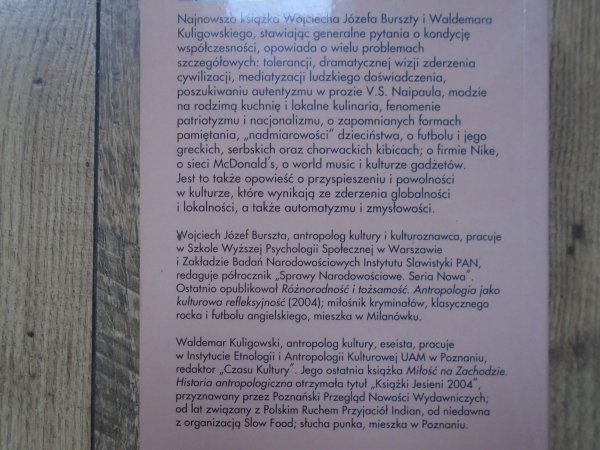 Najnowsza książka Wojciecha Józefa Burszty i Waldemara
Kuligowskiego, stawiając generalne pytania o kondycję
współczesności, opowiada o wielu problemach
szczegółowych: tolerancji, dramatycznej wizji zderzenia
cywilizacji, mediatyzacji ludzkiego doświadczenia,
poszukiwaniu autentyzmu w prozie V.S. Naipaula, modzie
na rodzimą kuchnię i lokalne kulinaria, fenomenie
patriotyzmu i nacjonalizmu, o zapomnianych formach
pamiętania, „nadmiarowości" dzieciństwa, o futbolu i jego
greckich, serbskich oraz chorwackich kibicach; o firmie Nike,
o sieci McDonald's, o world music i kulturze gadżetów.
Jest to także opowieść o przyspieszeniu i powolności
w kulturze, które wynikają ze zderzenia globalności
i lokalności, a także automatyzmu i zmysłowości.
Wojciech Józef Burszta, antropolog kultury i kulturoznawca, pracuje
w Szkole Wyższej Psychologii Społecznej w Warszawie
i Zakładzie Badań Narodowościowych Instytutu Slawistyki PAN,
redaguje półrocznik „Sprawy Narodowościowe. Seria Nowa".
Ostatnio opublikował Różnorodność i tożsamość. Antropologia jako
kulturowa refleksyjność (2004); miłośnik kryminałów, klasycznego
rocka i futbolu angielskiego, mieszka w Milanówku.
Waldemar Kuligowski, antropolog kultury, eseista, pracuje
w Instytucie Etnologii i Antropologii Kulturowej UAM w Poznaniu,
redaktor „Czasu Kultury". Jego ostatnia książka Miłość na Zachodzie.
Historia antropologiczna otrzymała tytuł „Książki Jesieni 2004",
przyznawany przez Poznański Przegląd Nowości Wydawniczych;
od lat związany z Polskim Ruchem Przyjaciół Indian, od niedawna
z organizacją Slow Food; słucha punka, mieszka w Poznaniu.